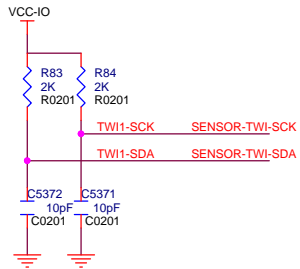 VCC-IO
R83 R84
2K 2K
R0201 R0201
TWI1-SCK SENSOR-TWI-SCK
TWI1-SDA SENSOR-TWI-SDA
C5372 C5371
10pF 10pF
C0201 C0201